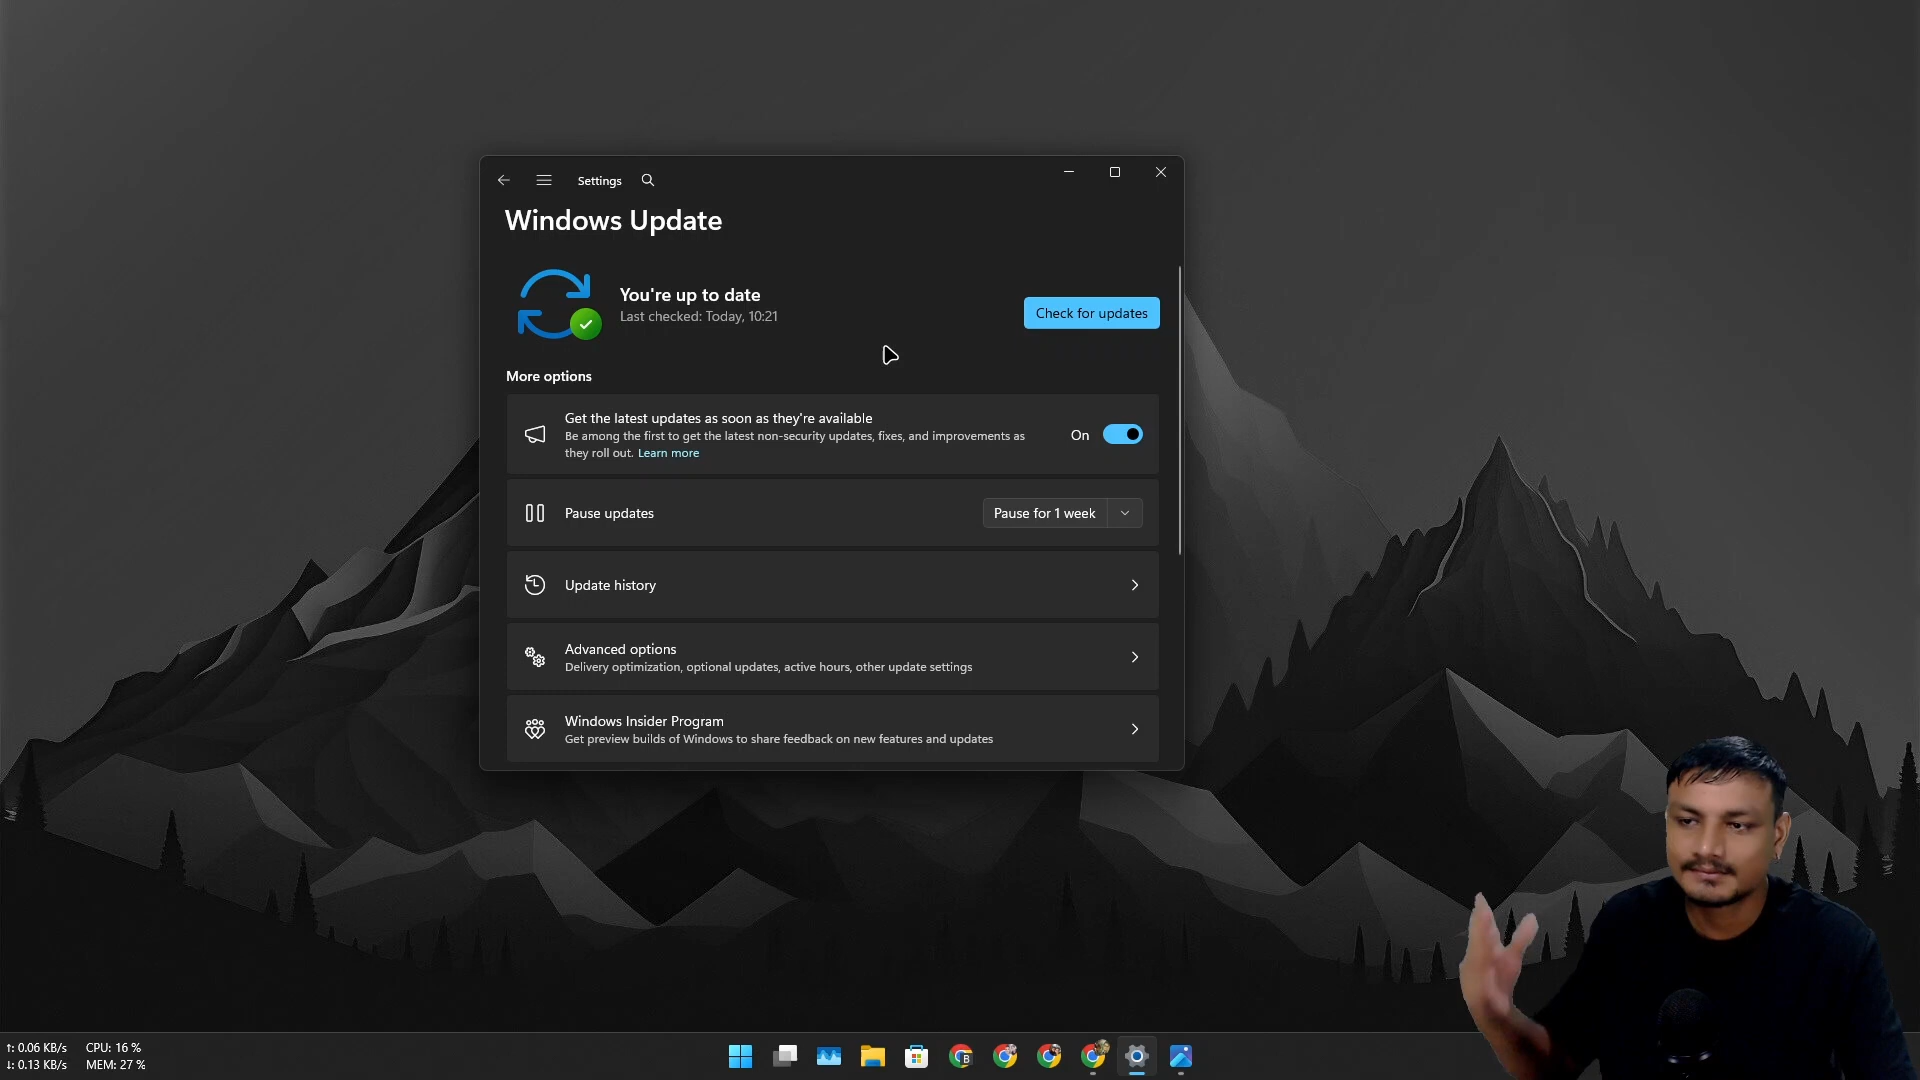 Settings
Windows Update
You're up to date
Last checked: Today, 10:21
Check for updates
More options
Get the latest updates as soon as they're available
Be among the first to get the latest non-security updates, fixes, and improvements as
they roll out. Learn more
On
Pause updates
Pause for 1 week
Update history
Advanced options
Delivery optimization, optional updates, active hours, other update settings
Windows Insider Program
Get preview builds of Windows to share feedback on new features and updates
↑: 0.06 KB/s CPU: 16 %
↓: 0.13 KB/s MEM: 27 %
B